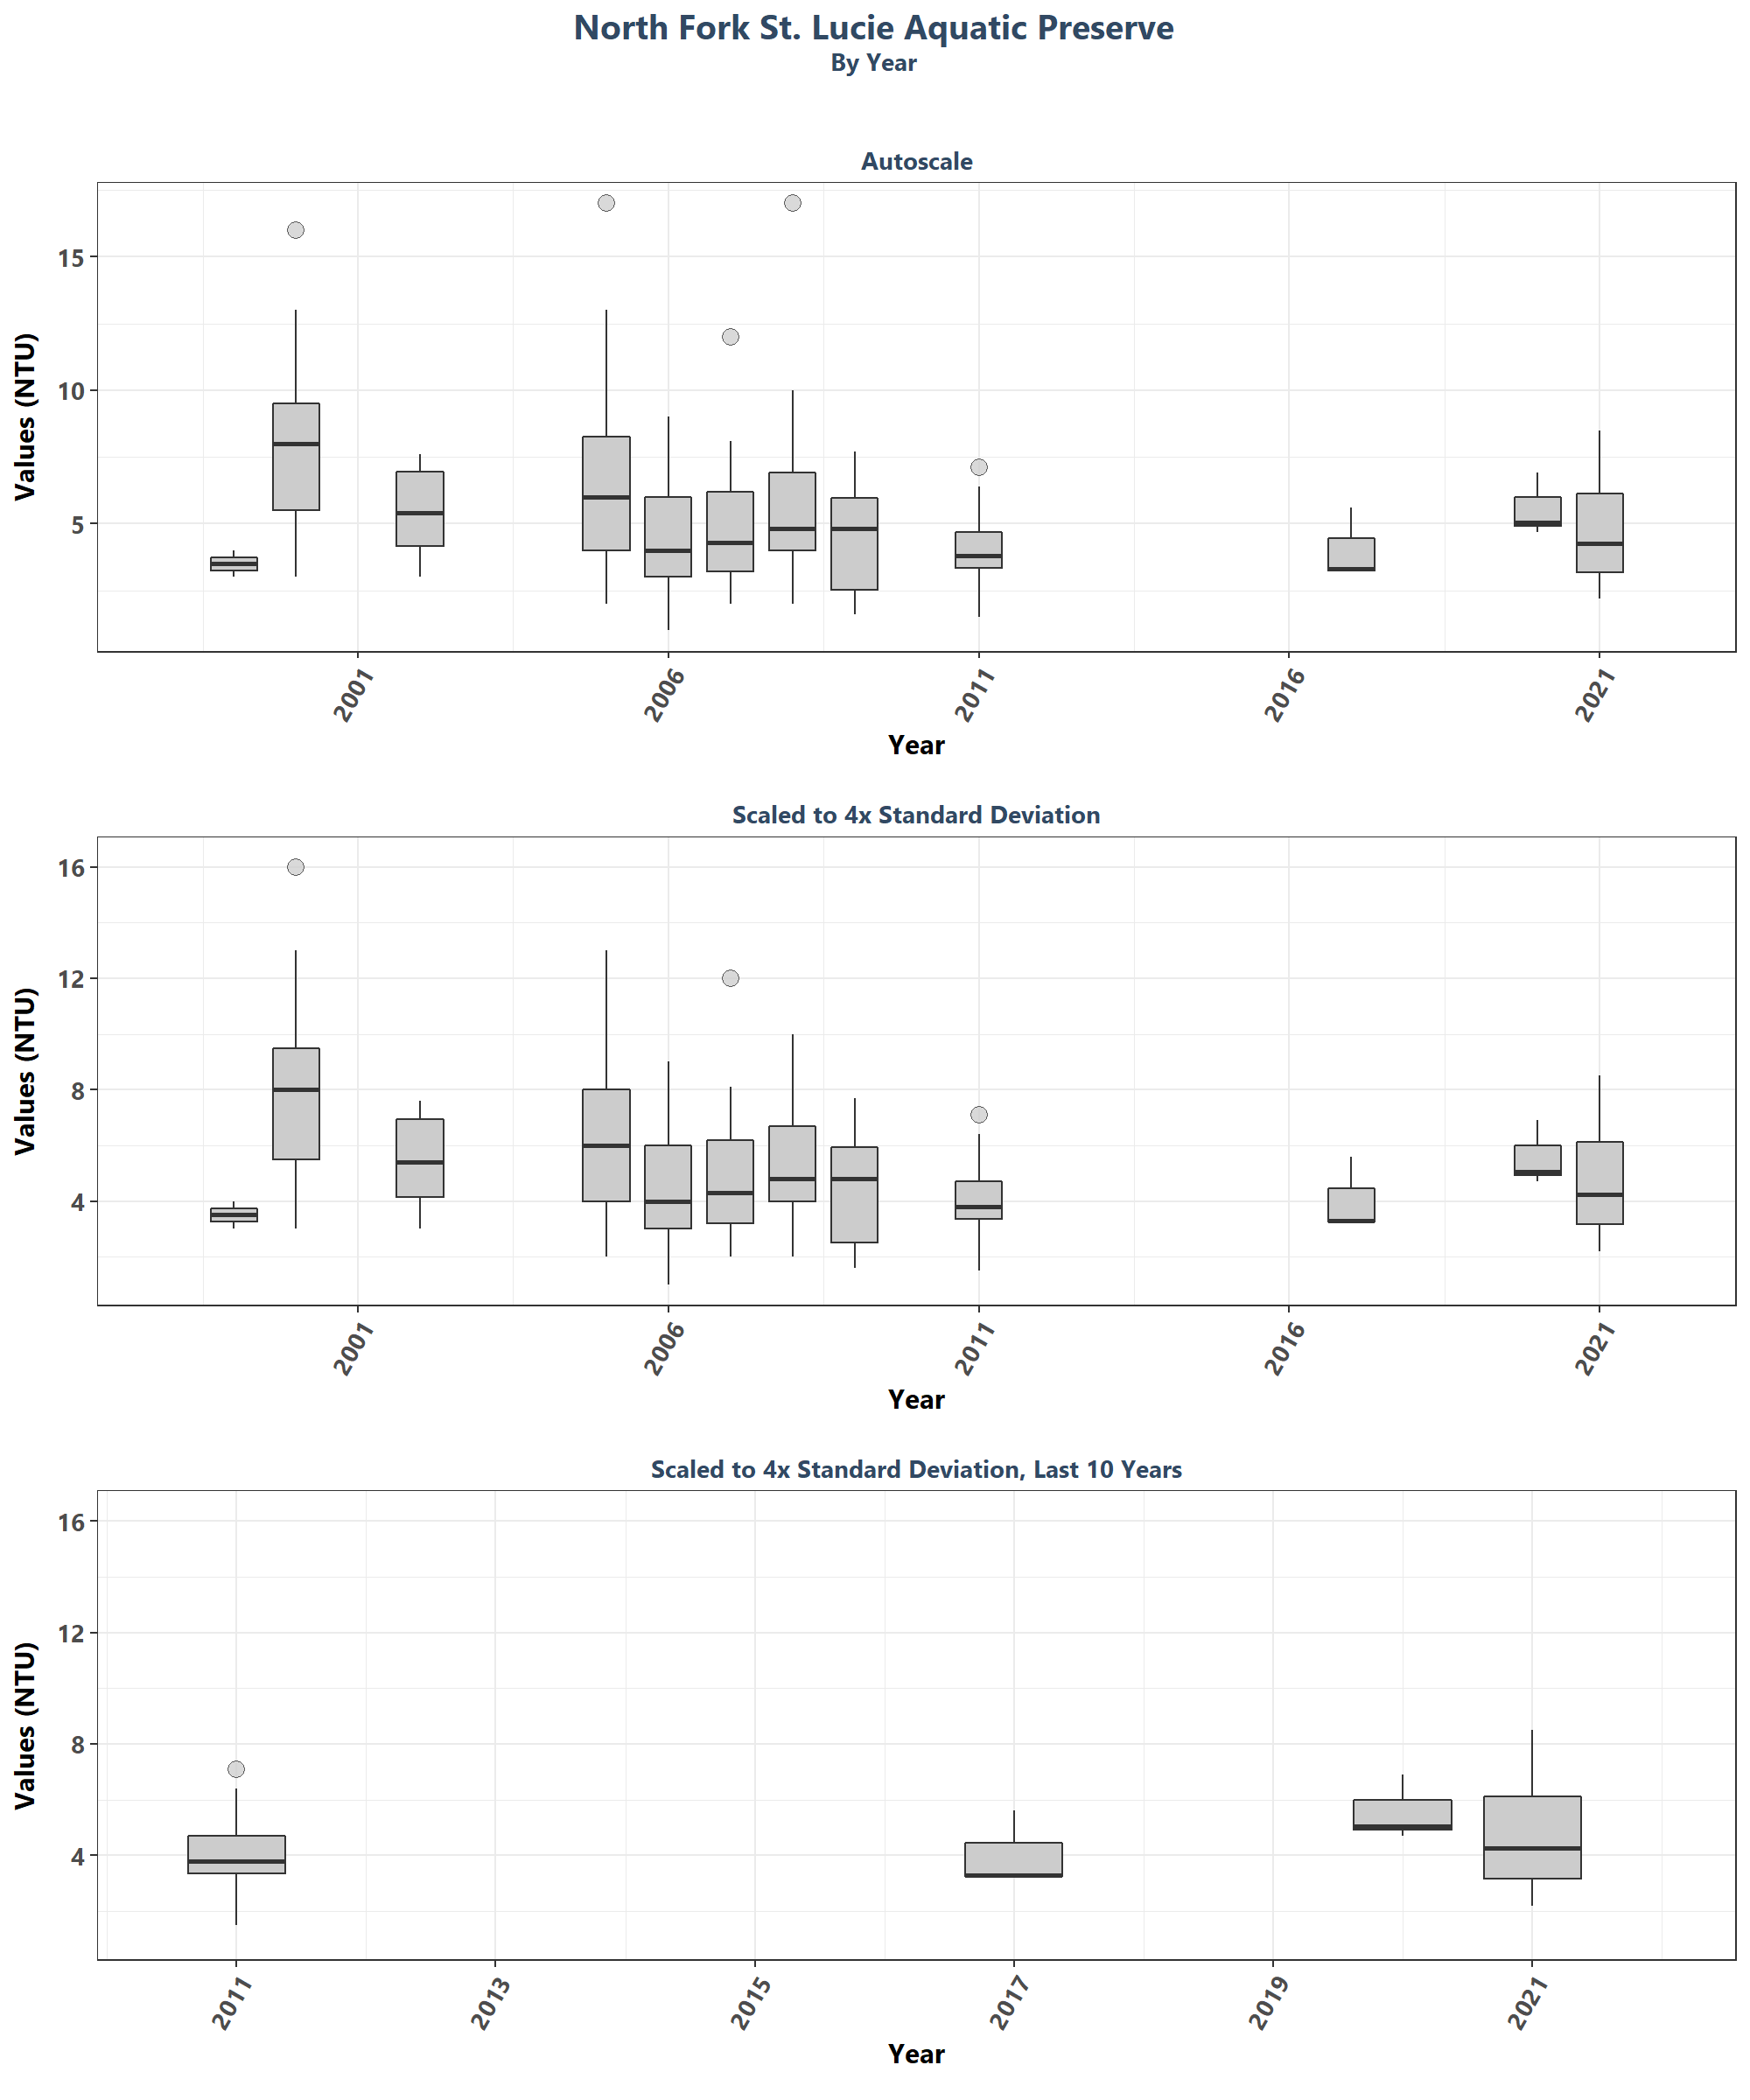 North Fork St. Lucie Aquatic Preserve
By Year
Autoscale
Values (NTU)
15
10
5
2001
2006
2011
2016
2021
Year
Scaled to 4x Standard Deviation
Values (NTU)
16
12
8
4
2001
2006
2011
2016
2021
Year
Scaled to 4x Standard Deviation, Last 10 Years
Values (NTU)
16
12
8
4
2011
2013
2015
2017
2019
2021
Year